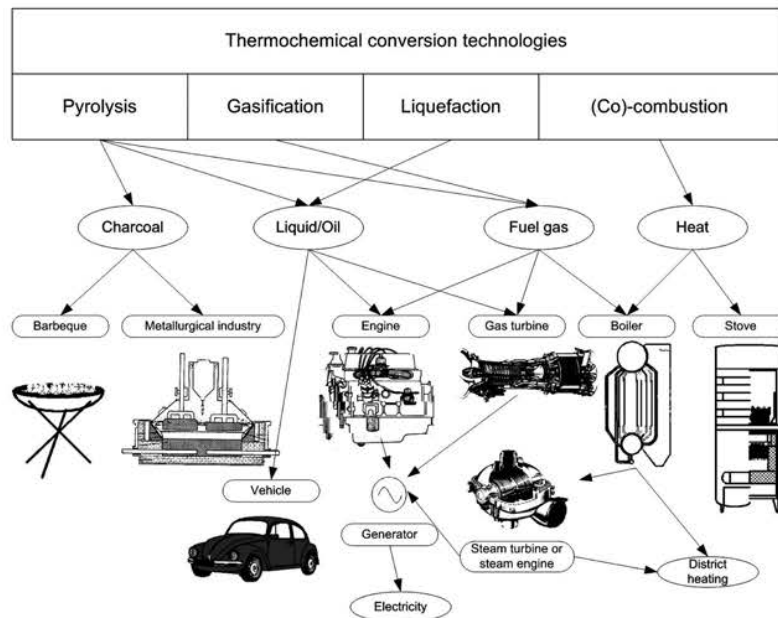 Thermochemical conversion technologies
Pyrolysis
Gasification
Liquefaction
(Co)-combustion
Charcoal
Liquid/Oil
Fuel gas
Heat
Barbeque
Metallurgical industry
Engine
Gas turbine
Boiler
Stove
Vehicle
Generator
Steam turbine or
steam engine
District
heating
Electricity